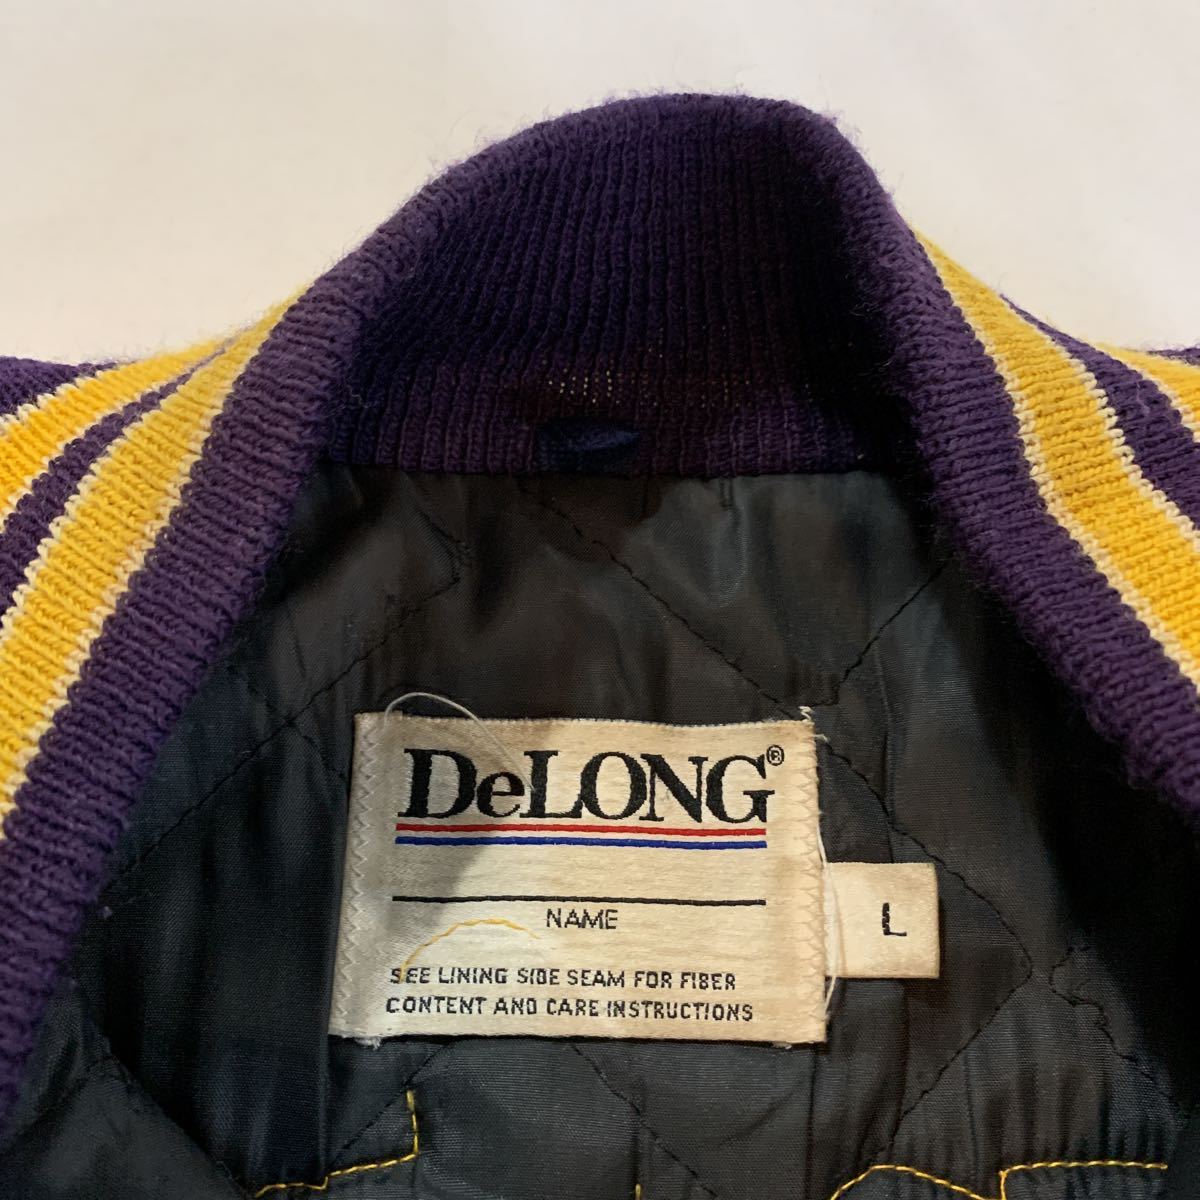 DeLONG®
NAME
L
SEE LINING SIDE SEAM FOR FIBER
CONTENT AND CARE INSTRUCTIONS